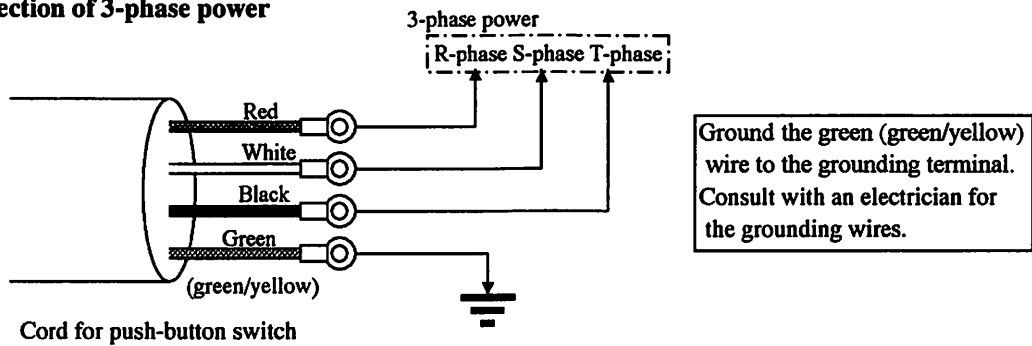 ection of 3-phase power
3-phase power
R-phase S-phase T-phase
Red
White
Black
Green
(green/yellow)
Cord for push-button switch
Ground the green (green/yellow)
wire to the grounding terminal.
Consult with an electrician for
the grounding wires.